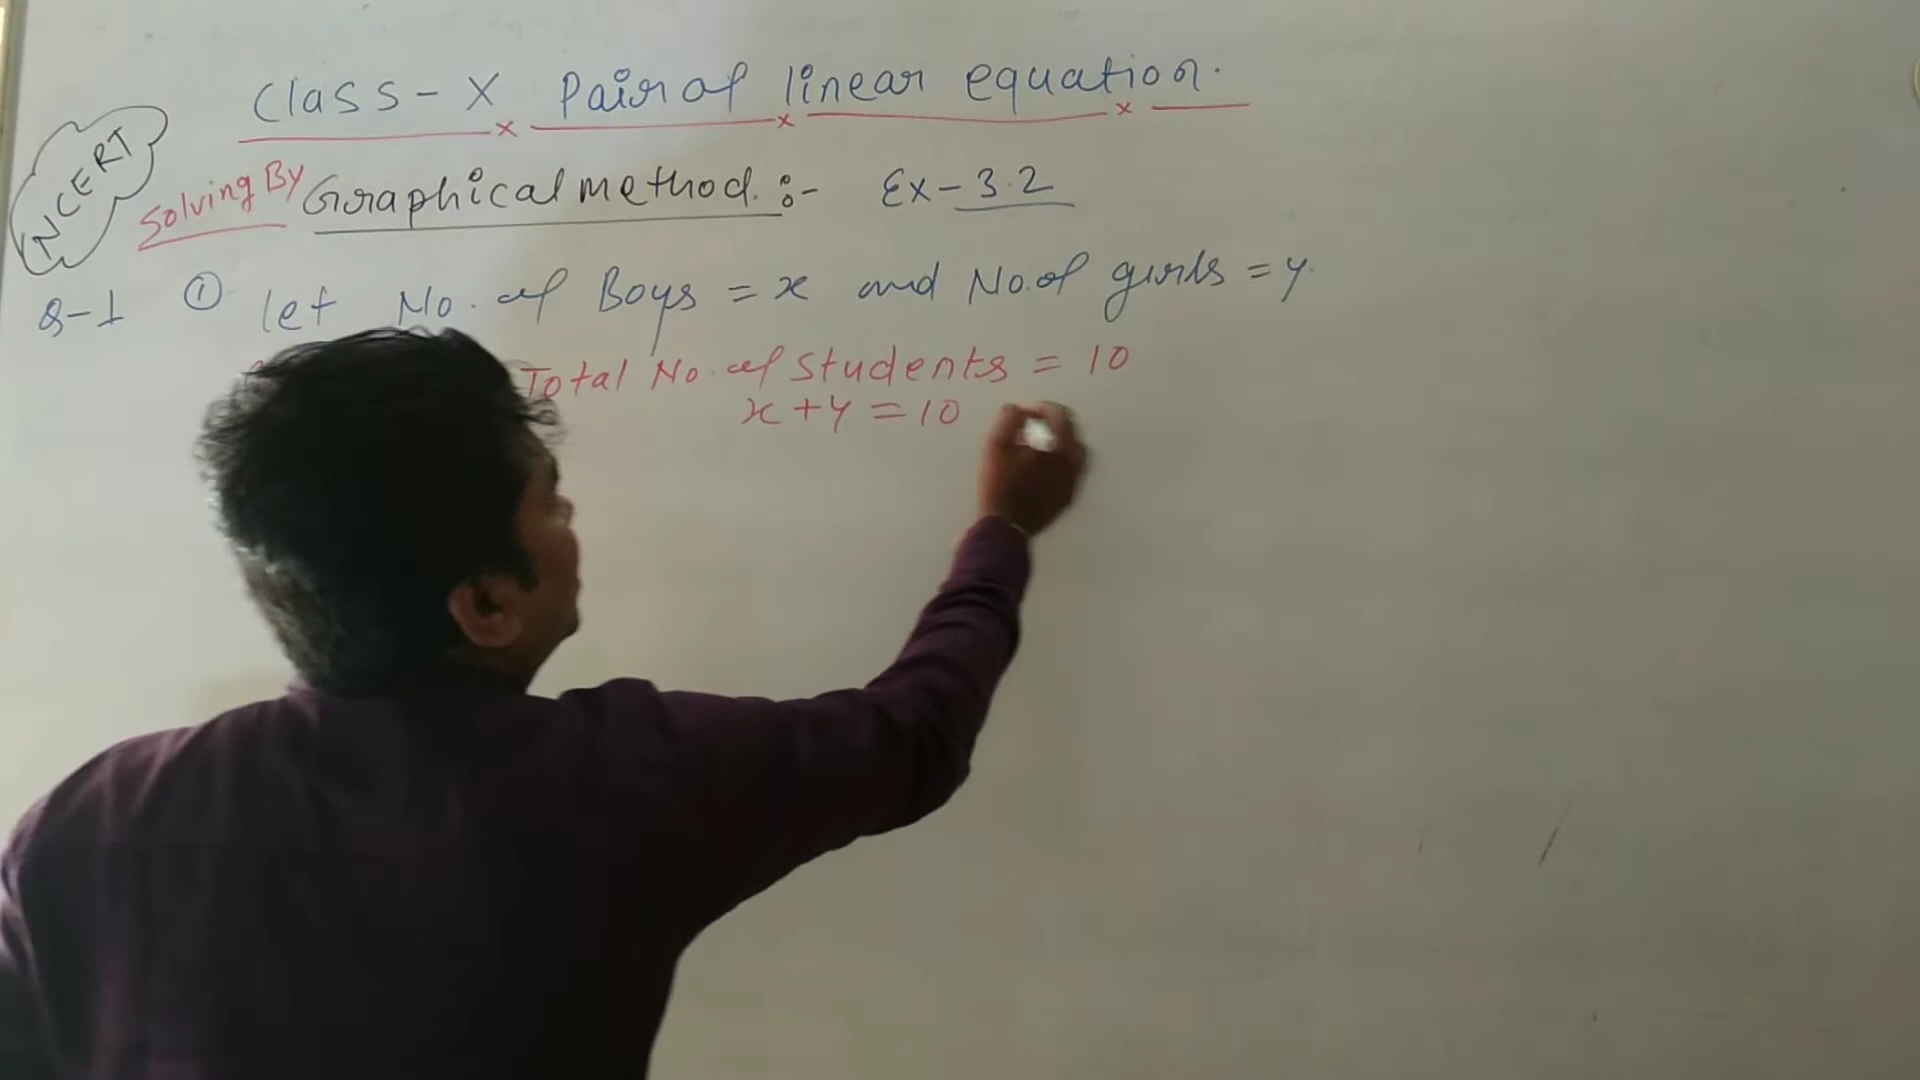 Class - X Pair of linear equation.
NCERT
Solving By Graphical method :- Ex - 3.2
Q-1 ① let No. of Boys = x and No. of girls = y.
Total No. of Students = 10
x + y = 10